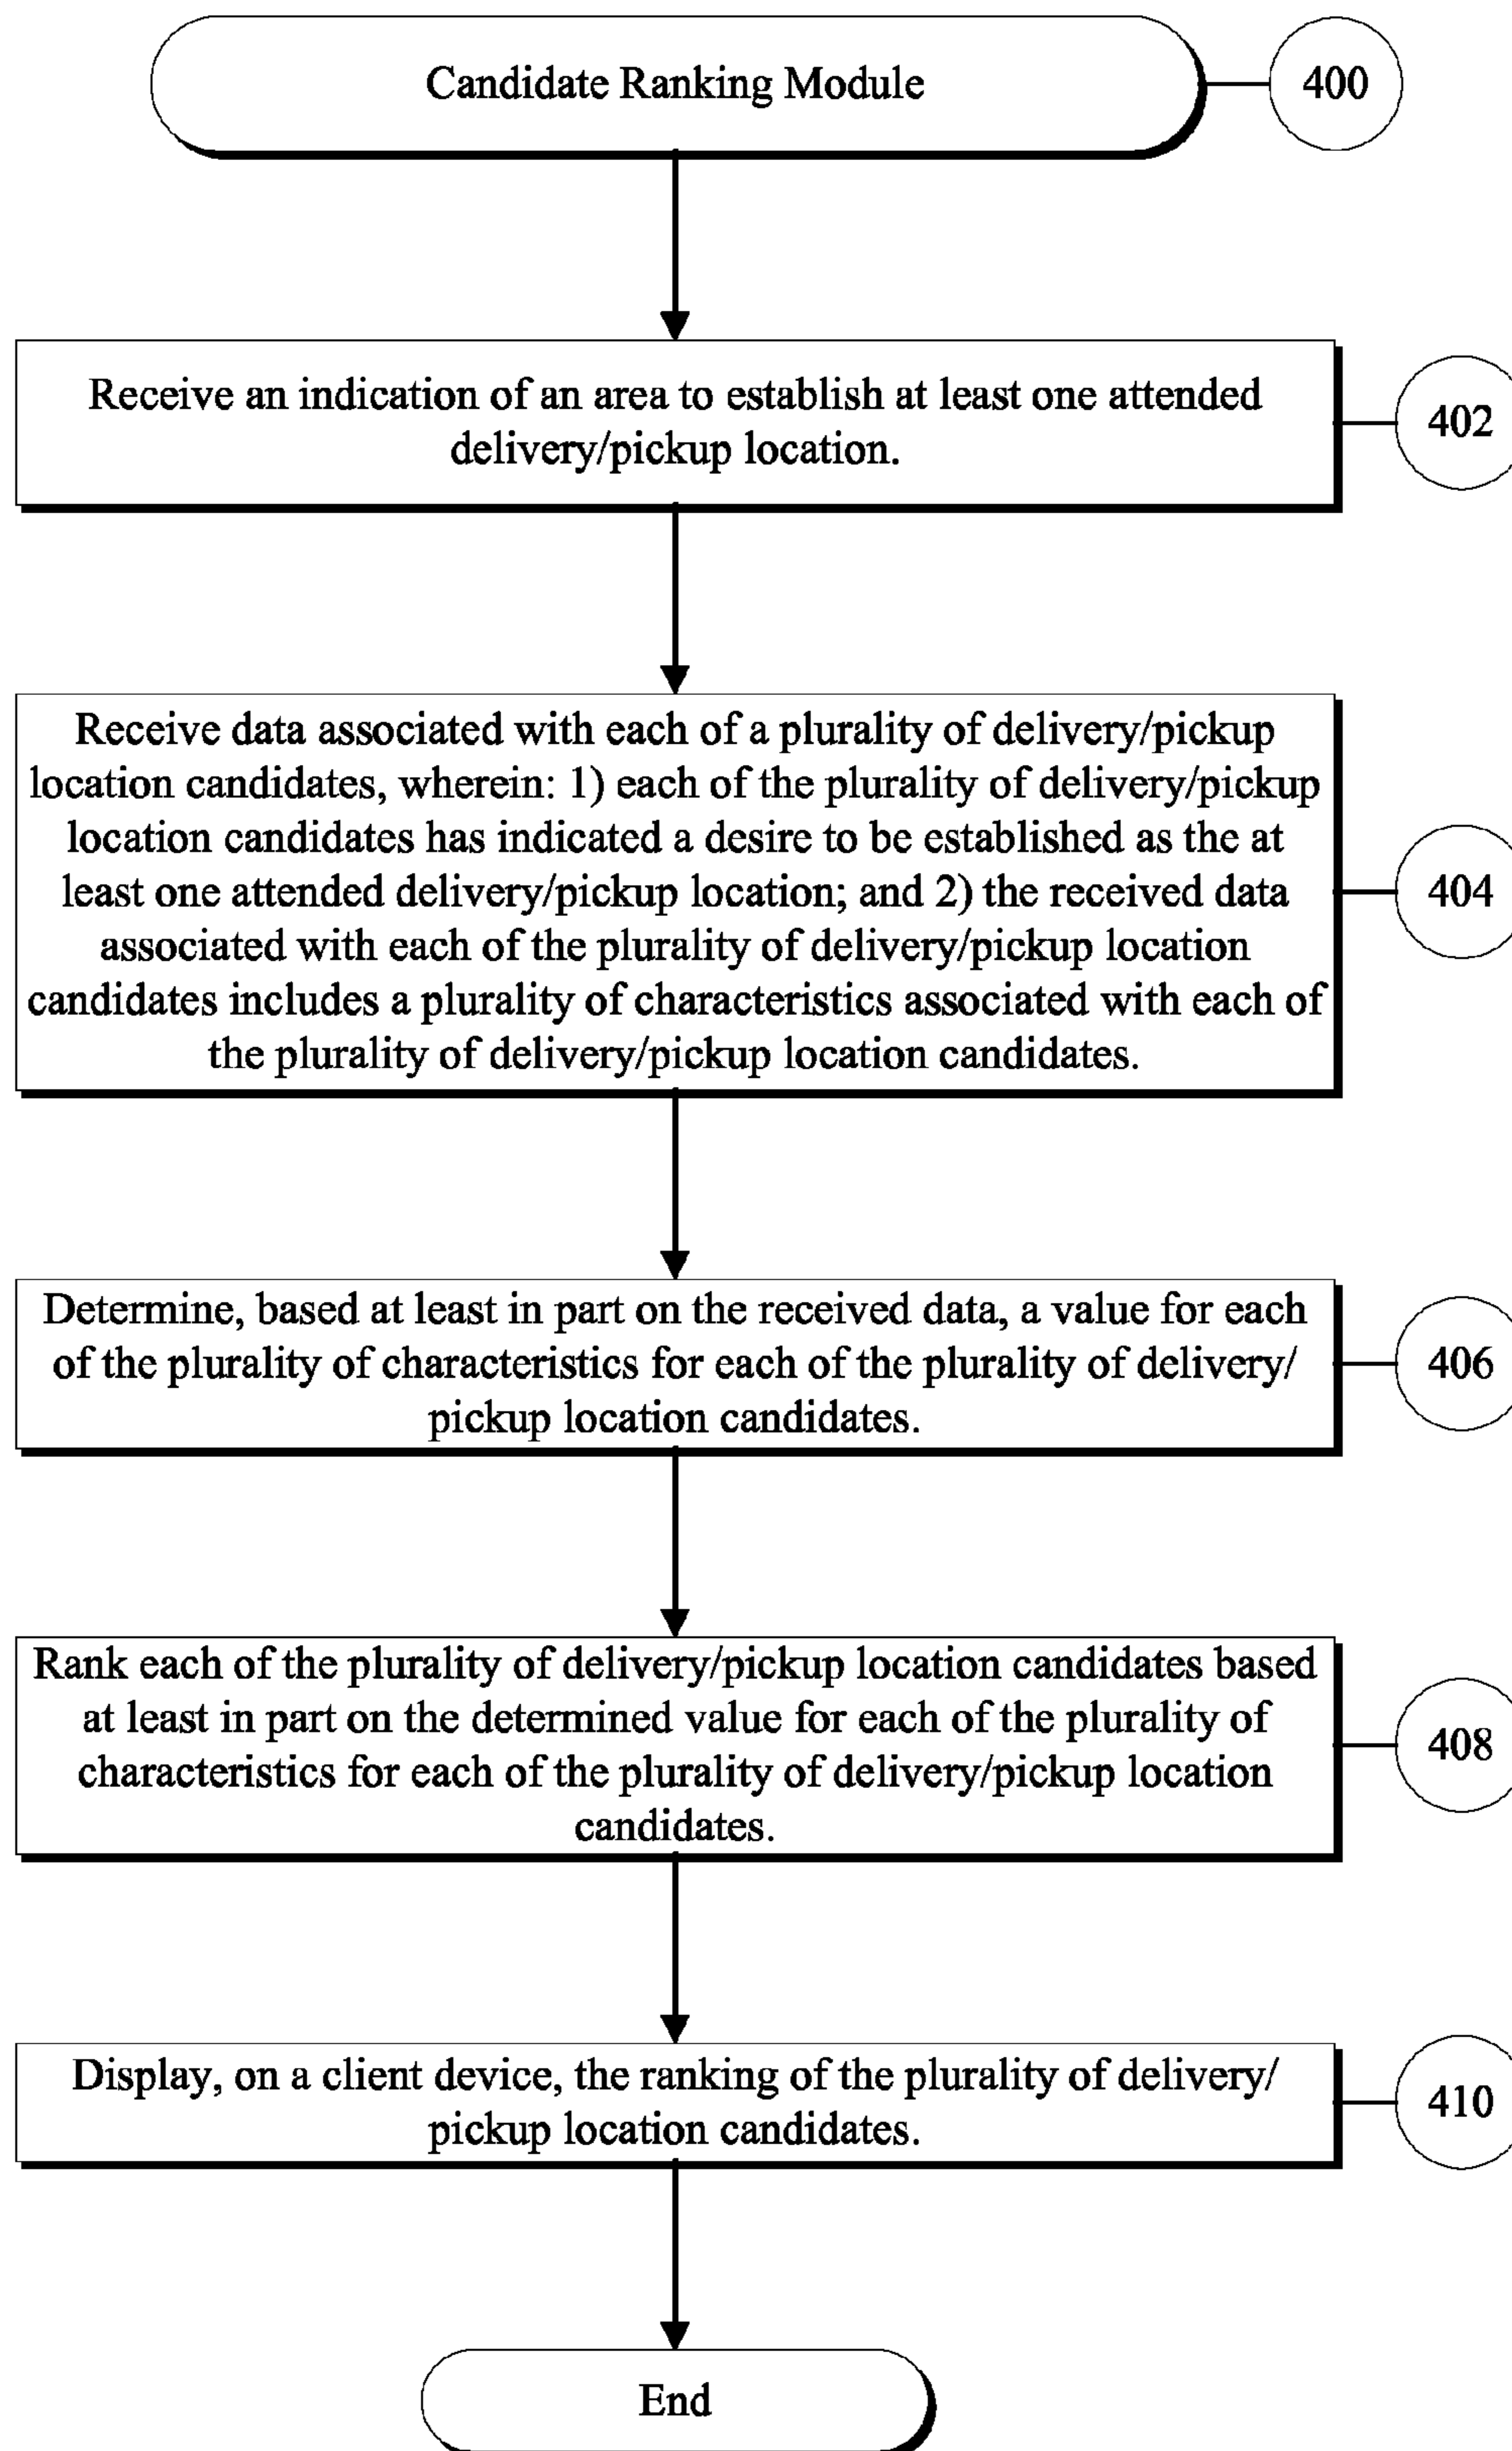 Candidate Ranking Module
400
Receive an indication of an area to establish at least one attended
delivery/pickup location.
402
Receive data associated with each of a plurality of delivery/pickup
location candidates, wherein: 1) each of the plurality of delivery/pickup
location candidates has indicated a desire to be established as the at
least one attended delivery/pickup location; and 2) the received data
associated with each of the plurality of delivery/pickup location
candidates includes a plurality of characteristics associated with each of
the plurality of delivery/pickup location candidates.
404
Determine, based at least in part on the received data, a value for each
of the plurality of characteristics for each of the plurality of delivery/
pickup location candidates.
406
Rank each of the plurality of delivery/pickup location candidates based
at least in part on the determined value for each of the plurality of
characteristics for each of the plurality of delivery/pickup location
candidates.
408
Display, on a client device, the ranking of the plurality of delivery/
pickup location candidates.
410
End